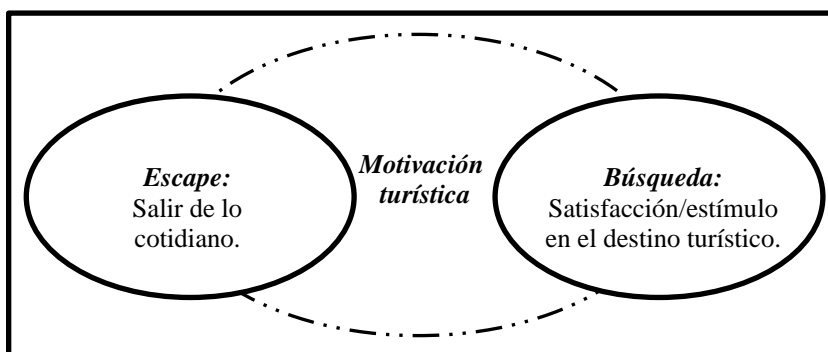 Escape:
Salir de lo
cotidiano.
Motivación
turística
Búsqueda:
Satisfacción/estímulo
en el destino turístico.